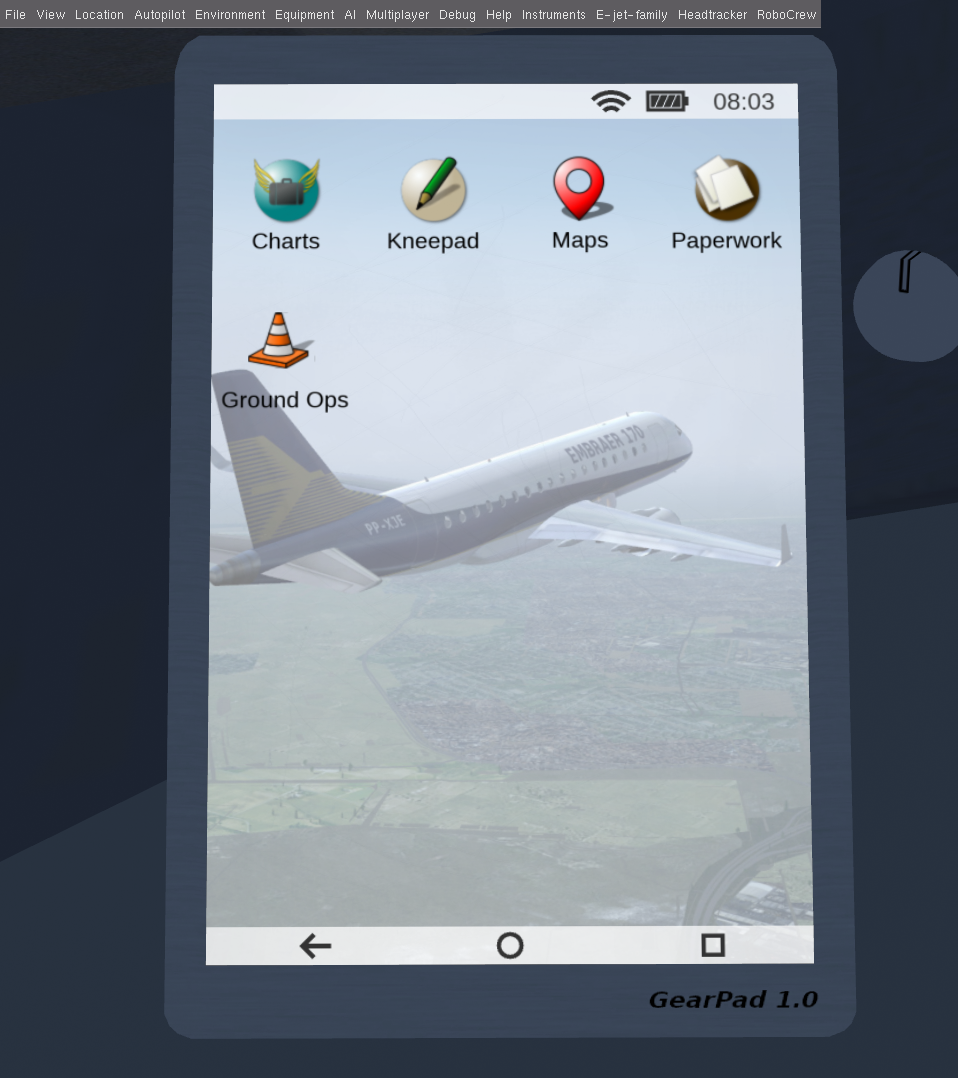 File View Location Autopilot Environment Equipment AI Multiplayer Debug Help Instruments E-jet-family Headtracker RoboCrew
08:03
Charts Kneepad Maps Paperwork
Ground Ops
EMBRAER 170
PP-XJE
GearPad 1.0